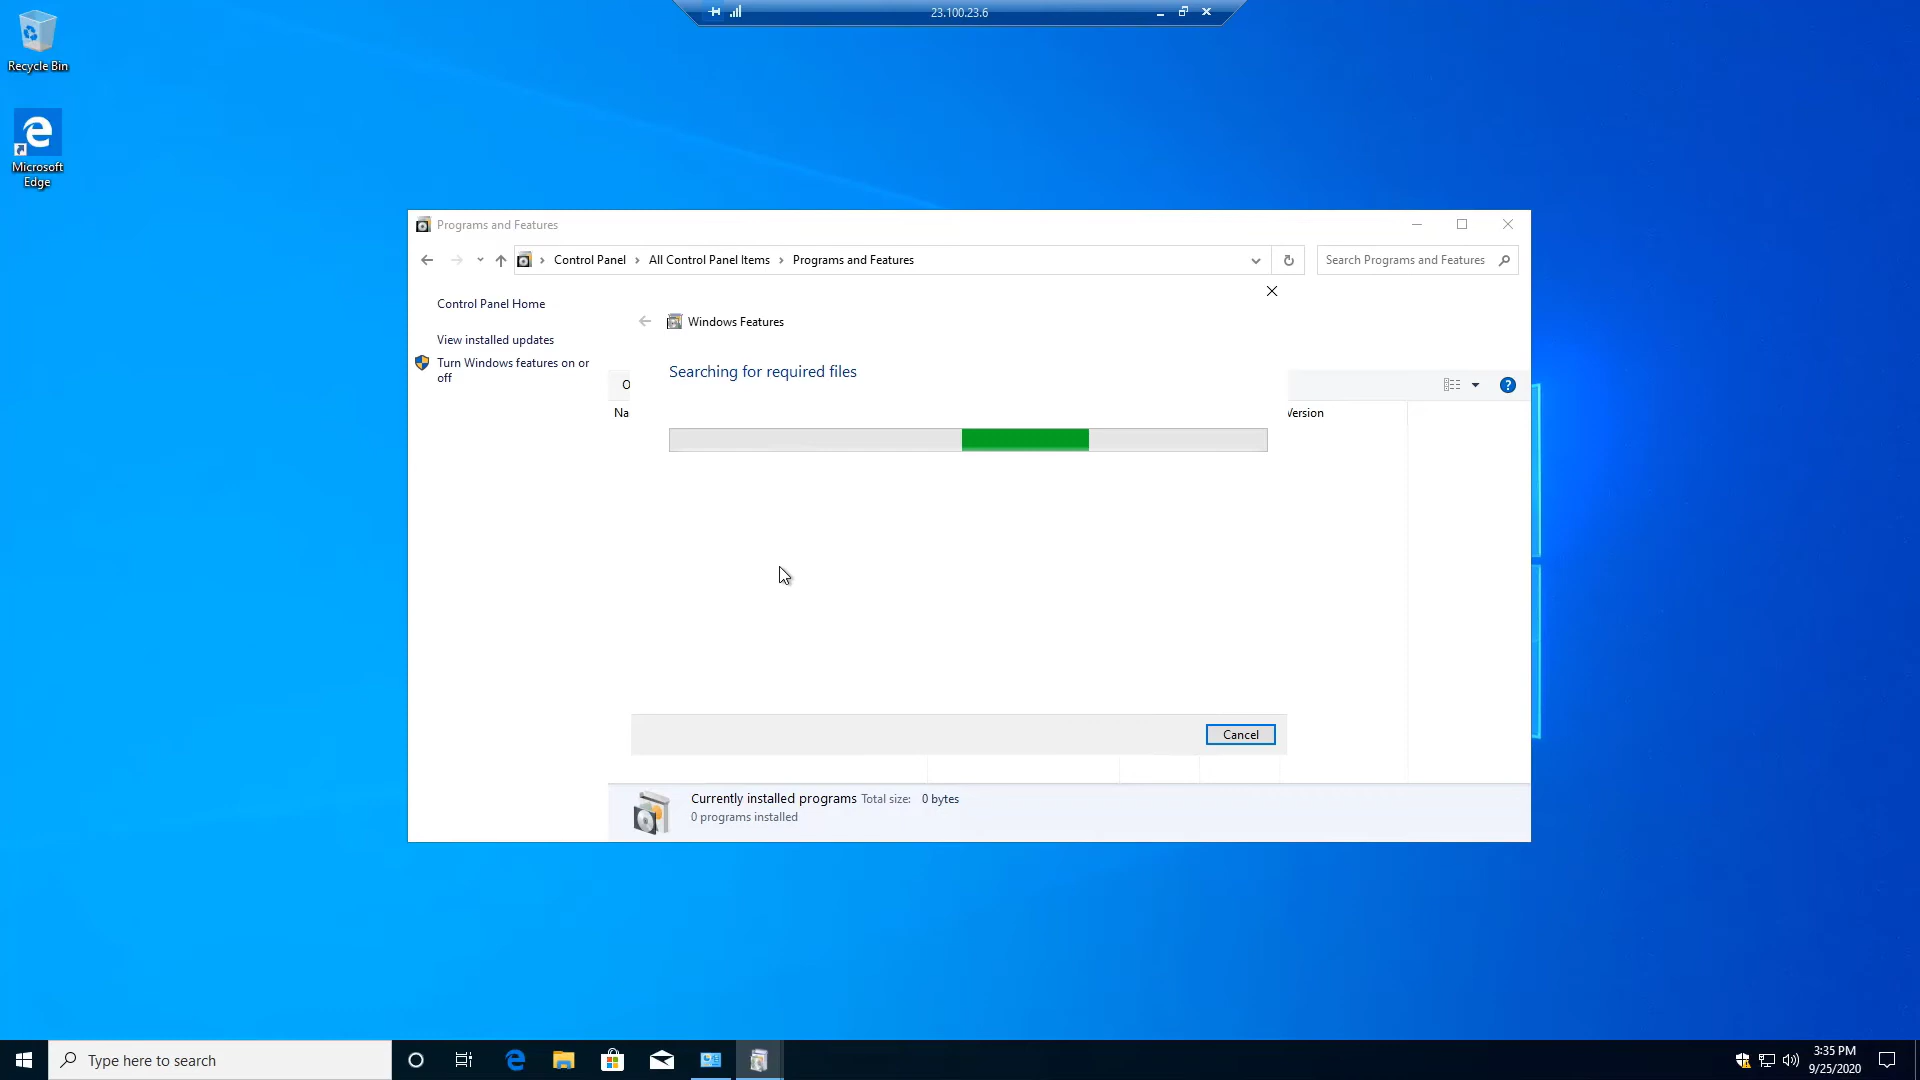 23.100.23.6
Recycle Bin
Microsoft
Edge
Programs and Features
Control Panel
All Control Panel Items
Programs and Features
Search Programs and Features
Control Panel Home
View installed updates
Turn Windows features on or
off
Windows Features
Searching for required files
O
Na
Version
Cancel
Currently installed programs Total size: 0 bytes
0 programs installed
Type here to search
3:35 PM
9/25/2020